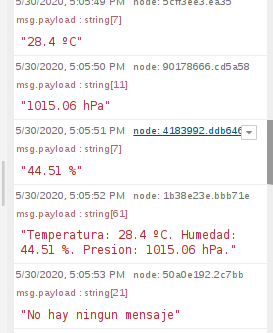 5/30/2020, 5:05:49 PM node: 5cff3ee3.ea35
msg.payload : string[7]
"28.4 ºC"
5/30/2020, 5:05:50 PM node: 90178666.cd5a58
msg.payload : string[11]
"1015.06 hPa"
5/30/2020, 5:05:51 PM node: 4183992.ddb646
msg.payload : string[7]
"44.51 %"
5/30/2020, 5:05:52 PM node: 1b38e23e.bbb71e
msg.payload : string[61]
"Temperatura: 28.4 ºC. Humedad:
44.51 %. Presion: 1015.06 hPa."
5/30/2020, 5:05:53 PM node: 50a0e192.2c7bb
msg.payload : string[21]
"No hay ningun mensaje"